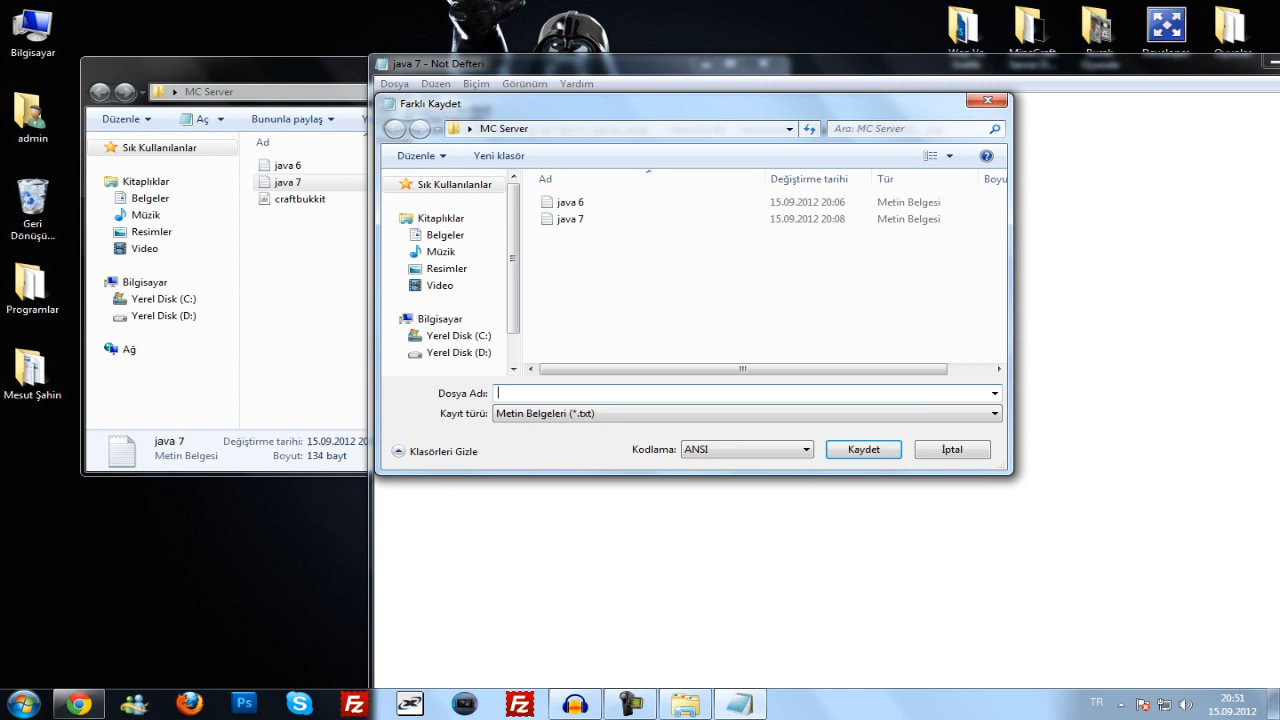 Bilgisayar
admin
Geri
Dönüşü...
Programlar
Mesut Şahin
MC Server
Düzenle
Aç
Bununla paylaş
Ad
Sık Kullanılanlar
Kitaplıklar
Belgeler
Müzik
Resimler
Video
Bilgisayar
Yerel Disk (C:)
Yerel Disk (D:)
Ağ
java 6
java 7
craftbukkit
java 7
Değiştirme tarihi: 15.09.2012 20
Metin Belgesi
Boyut: 134 bayt
java 7 - Not Defteri
Dosya Düzen Biçim Görünüm Yardım
Farklı Kaydet
MC Server
Ara: MC Server
Düzenle
Yeni klasör
Sık Kullanılanlar
Kitaplıklar
Belgeler
Müzik
Resimler
Video
Bilgisayar
Yerel Disk (C:)
Yerel Disk (D:)
Ad Değiştirme tarihi Tür Boyu
java 6 15.09.2012 20:06 Metin Belgesi
java 7 15.09.2012 20:08 Metin Belgesi
Dosya Adı:
Kayıt türü: Metin Belgeleri (*.txt)
Klasörleri Gizle
Kodlama: ANSI
Kaydet
İptal
Ps
TR
20:51
15.09.2012